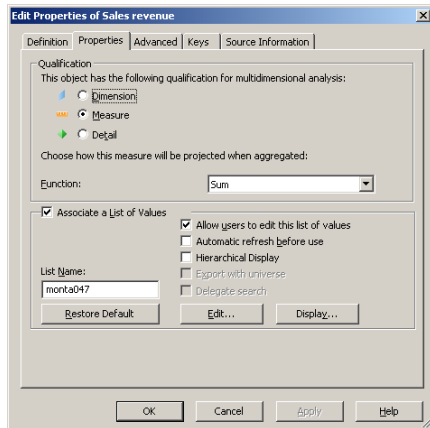 Edit Properties of Sales revenue
Definition Properties Advanced Keys Source Information
Qualification
This object has the following qualification for multidimensional analysis:
Dimension
Measure
Detail
Choose how this measure will be projected when aggregated:
Function: Sum
Associate a List of Values
Allow users to edit this list of values
Automatic refresh before use
Hierarchical Display
List Name: Export with universe
monta047 Delegate search
Restore Default Edit... Display...
OK Cancel Apply Help